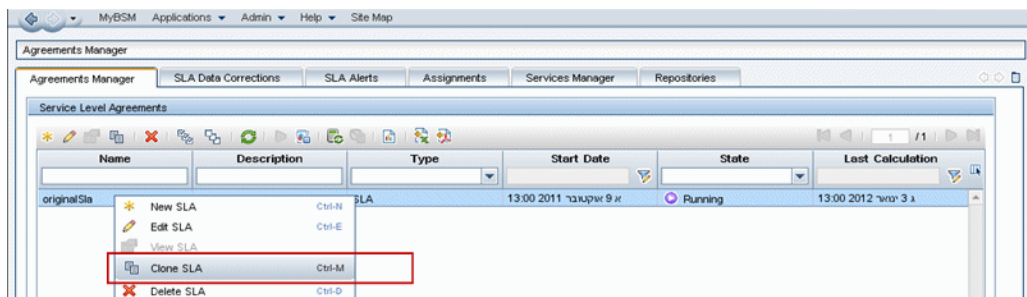 MyBSM Applications Admin Help Site Map
Agreements Manager
Agreements Manager SLA Data Corrections SLA Alerts Assignments Services Manager Repositories
Service Level Agreements
1 /1
Name Description Type Start Date State Last Calculation
originalSla SLA א 9 אוקטובר 2011 13:00 Running ג 3 ינואר 2012 13:00
New SLA Ctrl-N
Edit SLA Ctrl-E
View SLA
Clone SLA Ctrl-M
Delete SLA Ctrl-D